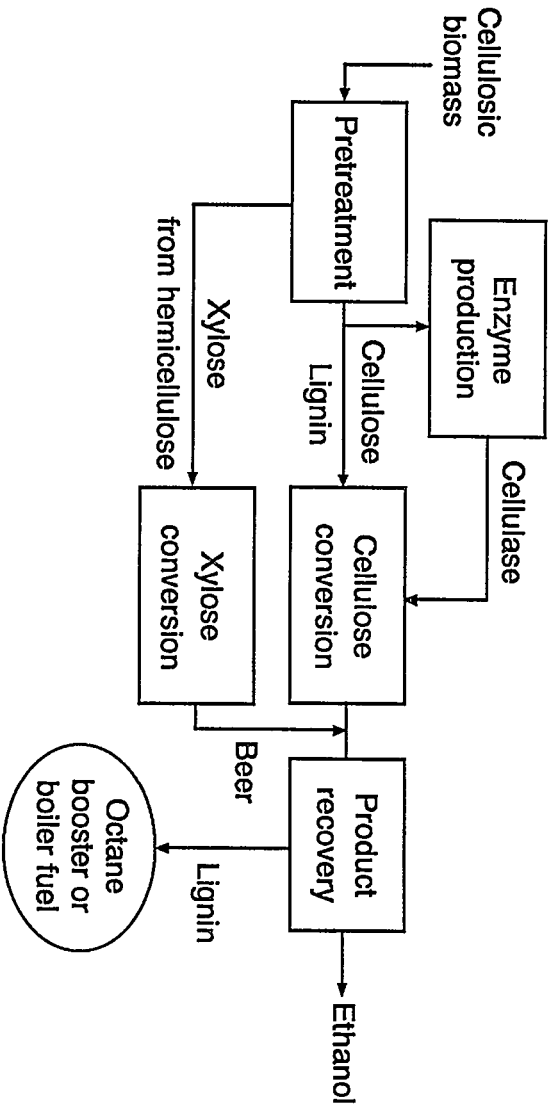 Cellulosic
biomass
Pretreatment
Enzyme
production
Cellulase
Cellulose
Lignin
Xylose
from hemicellulose
Cellulose
conversion
Xylose
conversion
Beer
Product
recovery
Lignin
Octane
booster or
boiler fuel
Ethanol